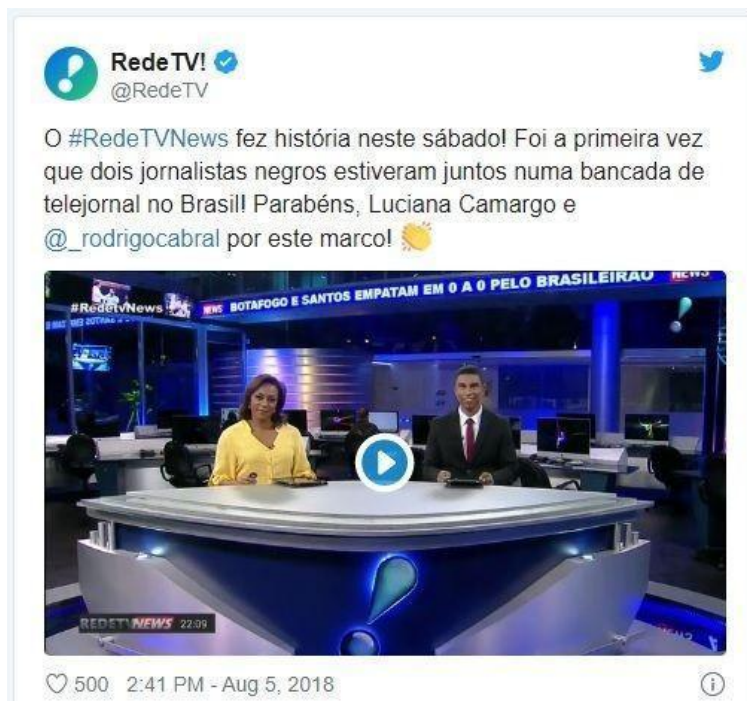 RedeTV!
@RedeTV
O #RedeTVNews fez história neste sábado! Foi a primeira vez
que dois jornalistas negros estiveram juntos numa bancada de
telejornal no Brasil! Parabéns, Luciana Camargo e
@_rodrigocabral por este marco! 👏
#RedetvNews
NEWS BOTAFOGO E SANTOS EMPATAM EM 0 A 0 PELO BRASILEIRÃO NEWS
REDETVNEWS 22:09
500 2:41 PM - Aug 5, 2018